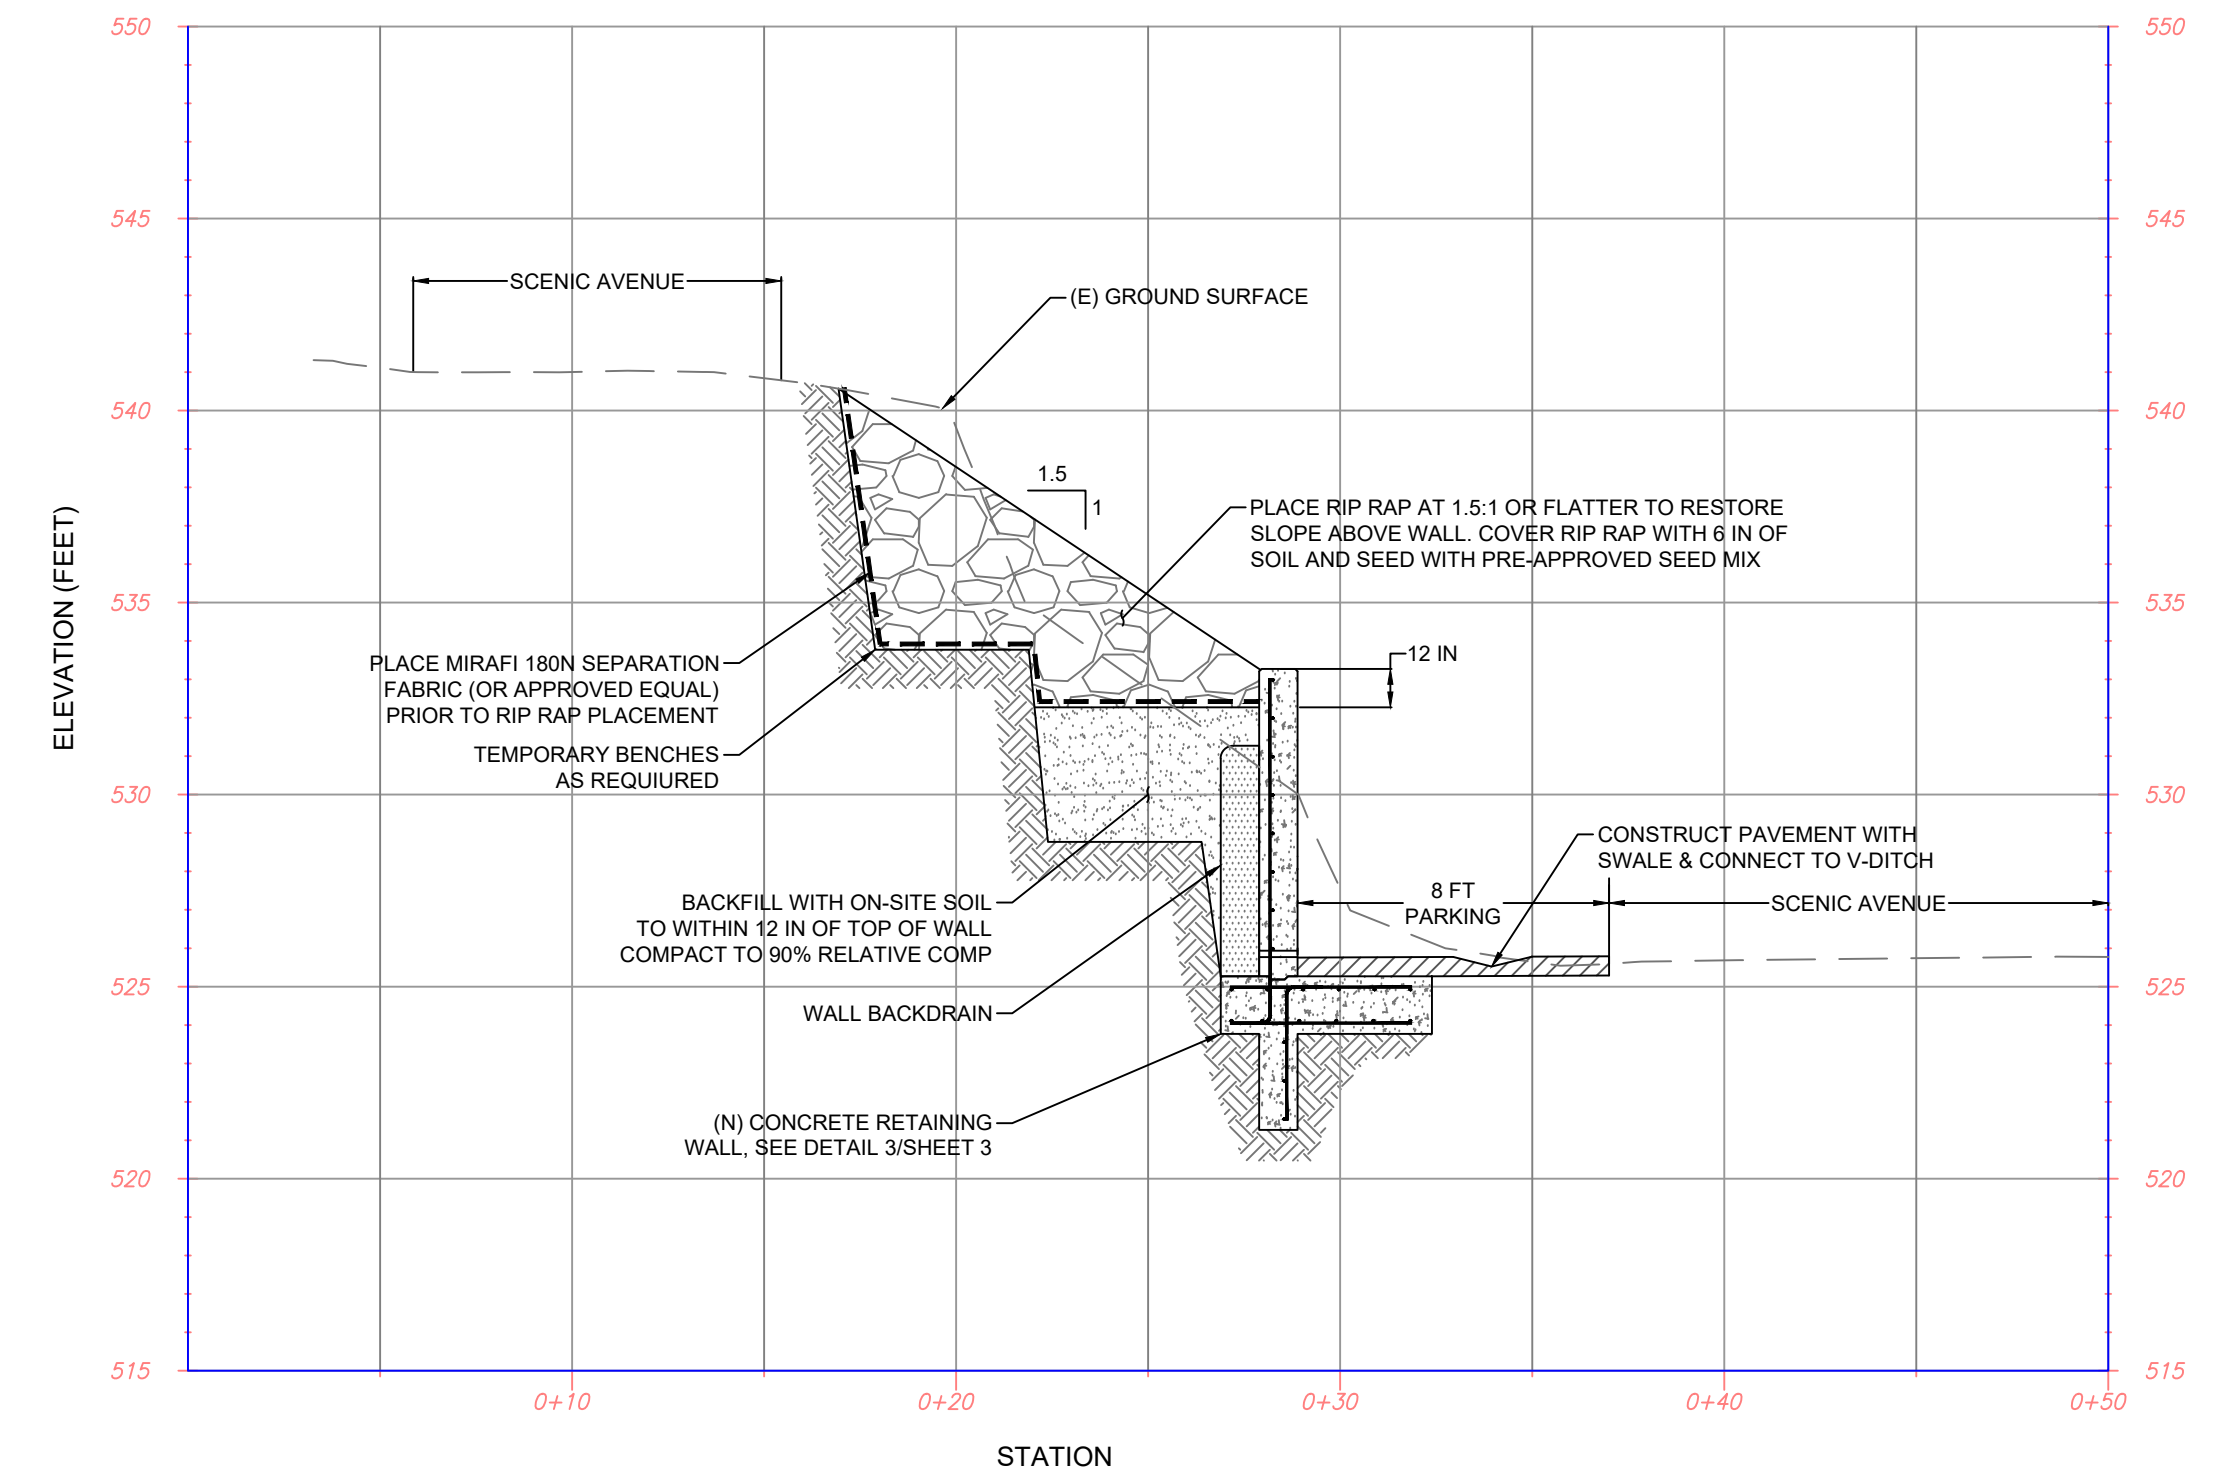 550
550
545
545
SCENIC AVENUE
(E) GROUND SURFACE
540
540
1.5
1
PLACE RIP RAP AT 1.5:1 OR FLATTER TO RESTORE
SLOPE ABOVE WALL. COVER RIP RAP WITH 6 IN OF
SOIL AND SEED WITH PRE-APPROVED SEED MIX
ELEVATION (FEET)
535
535
12 IN
PLACE MIRAFI 180N SEPARATION
FABRIC (OR APPROVED EQUAL)
PRIOR TO RIP RAP PLACEMENT
TEMPORARY BENCHES
AS REQUIURED
530
530
CONSTRUCT PAVEMENT WITH
SWALE & CONNECT TO V-DITCH
8 FT
PARKING
SCENIC AVENUE
BACKFILL WITH ON-SITE SOIL
TO WITHIN 12 IN OF TOP OF WALL
COMPACT TO 90% RELATIVE COMP
525
525
WALL BACKDRAIN
(N) CONCRETE RETAINING
WALL, SEE DETAIL 3/SHEET 3
520
520
515
515
0+10
0+20
0+30
0+40
0+50
STATION